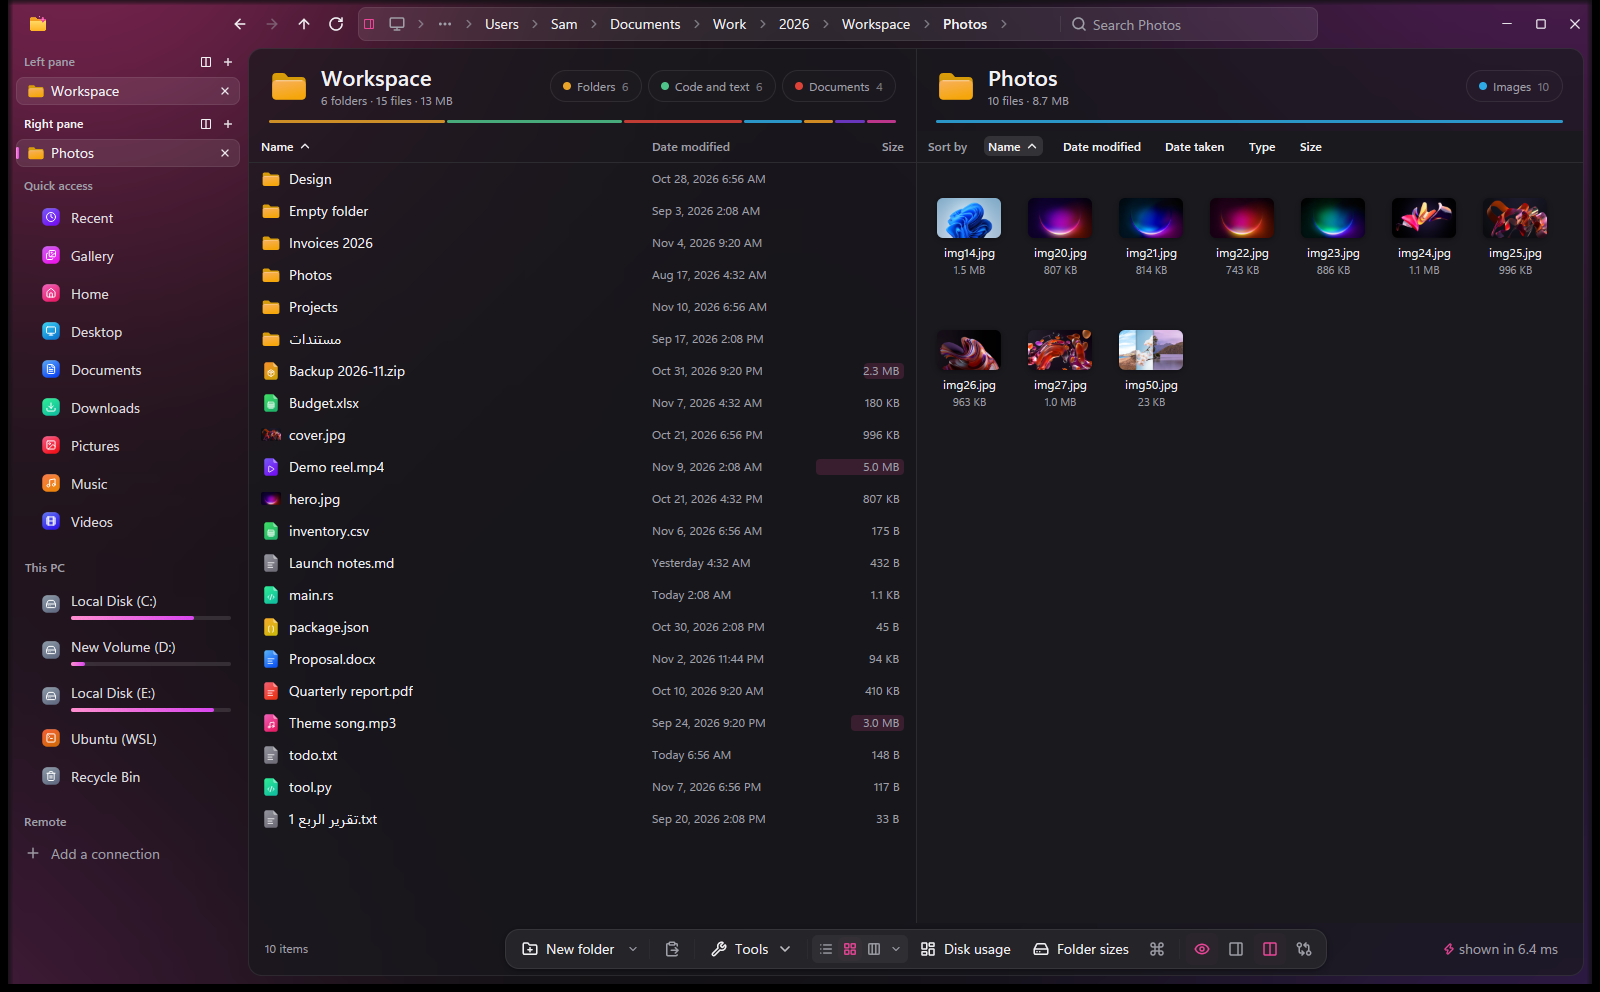 Users Sam Documents Work 2026 Workspace Photos
Search Photos
Left pane
Workspace
Right pane
Photos
Quick access
Recent
Gallery
Home
Desktop
Documents
Downloads
Pictures
Music
Videos
This PC
Local Disk (C:)
New Volume (D:)
Local Disk (E:)
Ubuntu (WSL)
Recycle Bin
Remote
Add a connection
Workspace
6 folders · 15 files · 13 MB
Folders 6
Code and text 6
Documents 4
Name Date modified Size
Design Oct 28, 2026 6:56 AM
Empty folder Sep 3, 2026 2:08 AM
Invoices 2026 Nov 4, 2026 9:20 AM
Photos Aug 17, 2026 4:32 AM
Projects Nov 10, 2026 6:56 AM
مستندات Sep 17, 2026 2:08 PM
Backup 2026-11.zip Oct 31, 2026 9:20 PM 2.3 MB
Budget.xlsx Nov 7, 2026 4:32 AM 180 KB
cover.jpg Oct 21, 2026 6:56 PM 996 KB
Demo reel.mp4 Nov 9, 2026 2:08 AM 5.0 MB
hero.jpg Oct 21, 2026 4:32 PM 807 KB
inventory.csv Nov 6, 2026 6:56 AM 175 B
Launch notes.md Yesterday 4:32 AM 432 B
main.rs Today 2:08 AM 1.1 KB
package.json Oct 30, 2026 2:08 PM 45 B
Proposal.docx Nov 2, 2026 11:44 PM 94 KB
Quarterly report.pdf Oct 10, 2026 9:20 AM 410 KB
Theme song.mp3 Sep 24, 2026 9:20 PM 3.0 MB
todo.txt Today 6:56 AM 148 B
tool.py Nov 7, 2026 6:56 PM 117 B
تقرير الربع 1.txt Sep 20, 2026 2:08 PM 33 B
Photos
10 files · 8.7 MB
Images 10
Sort by Name Date modified Date taken Type Size
img14.jpg img20.jpg img21.jpg img22.jpg img23.jpg img24.jpg img25.jpg
1.5 MB 807 KB 814 KB 743 KB 886 KB 1.1 MB 996 KB
img26.jpg img27.jpg img50.jpg
963 KB 1.0 MB 23 KB
10 items
New folder
Tools
Disk usage
Folder sizes
shown in 6.4 ms